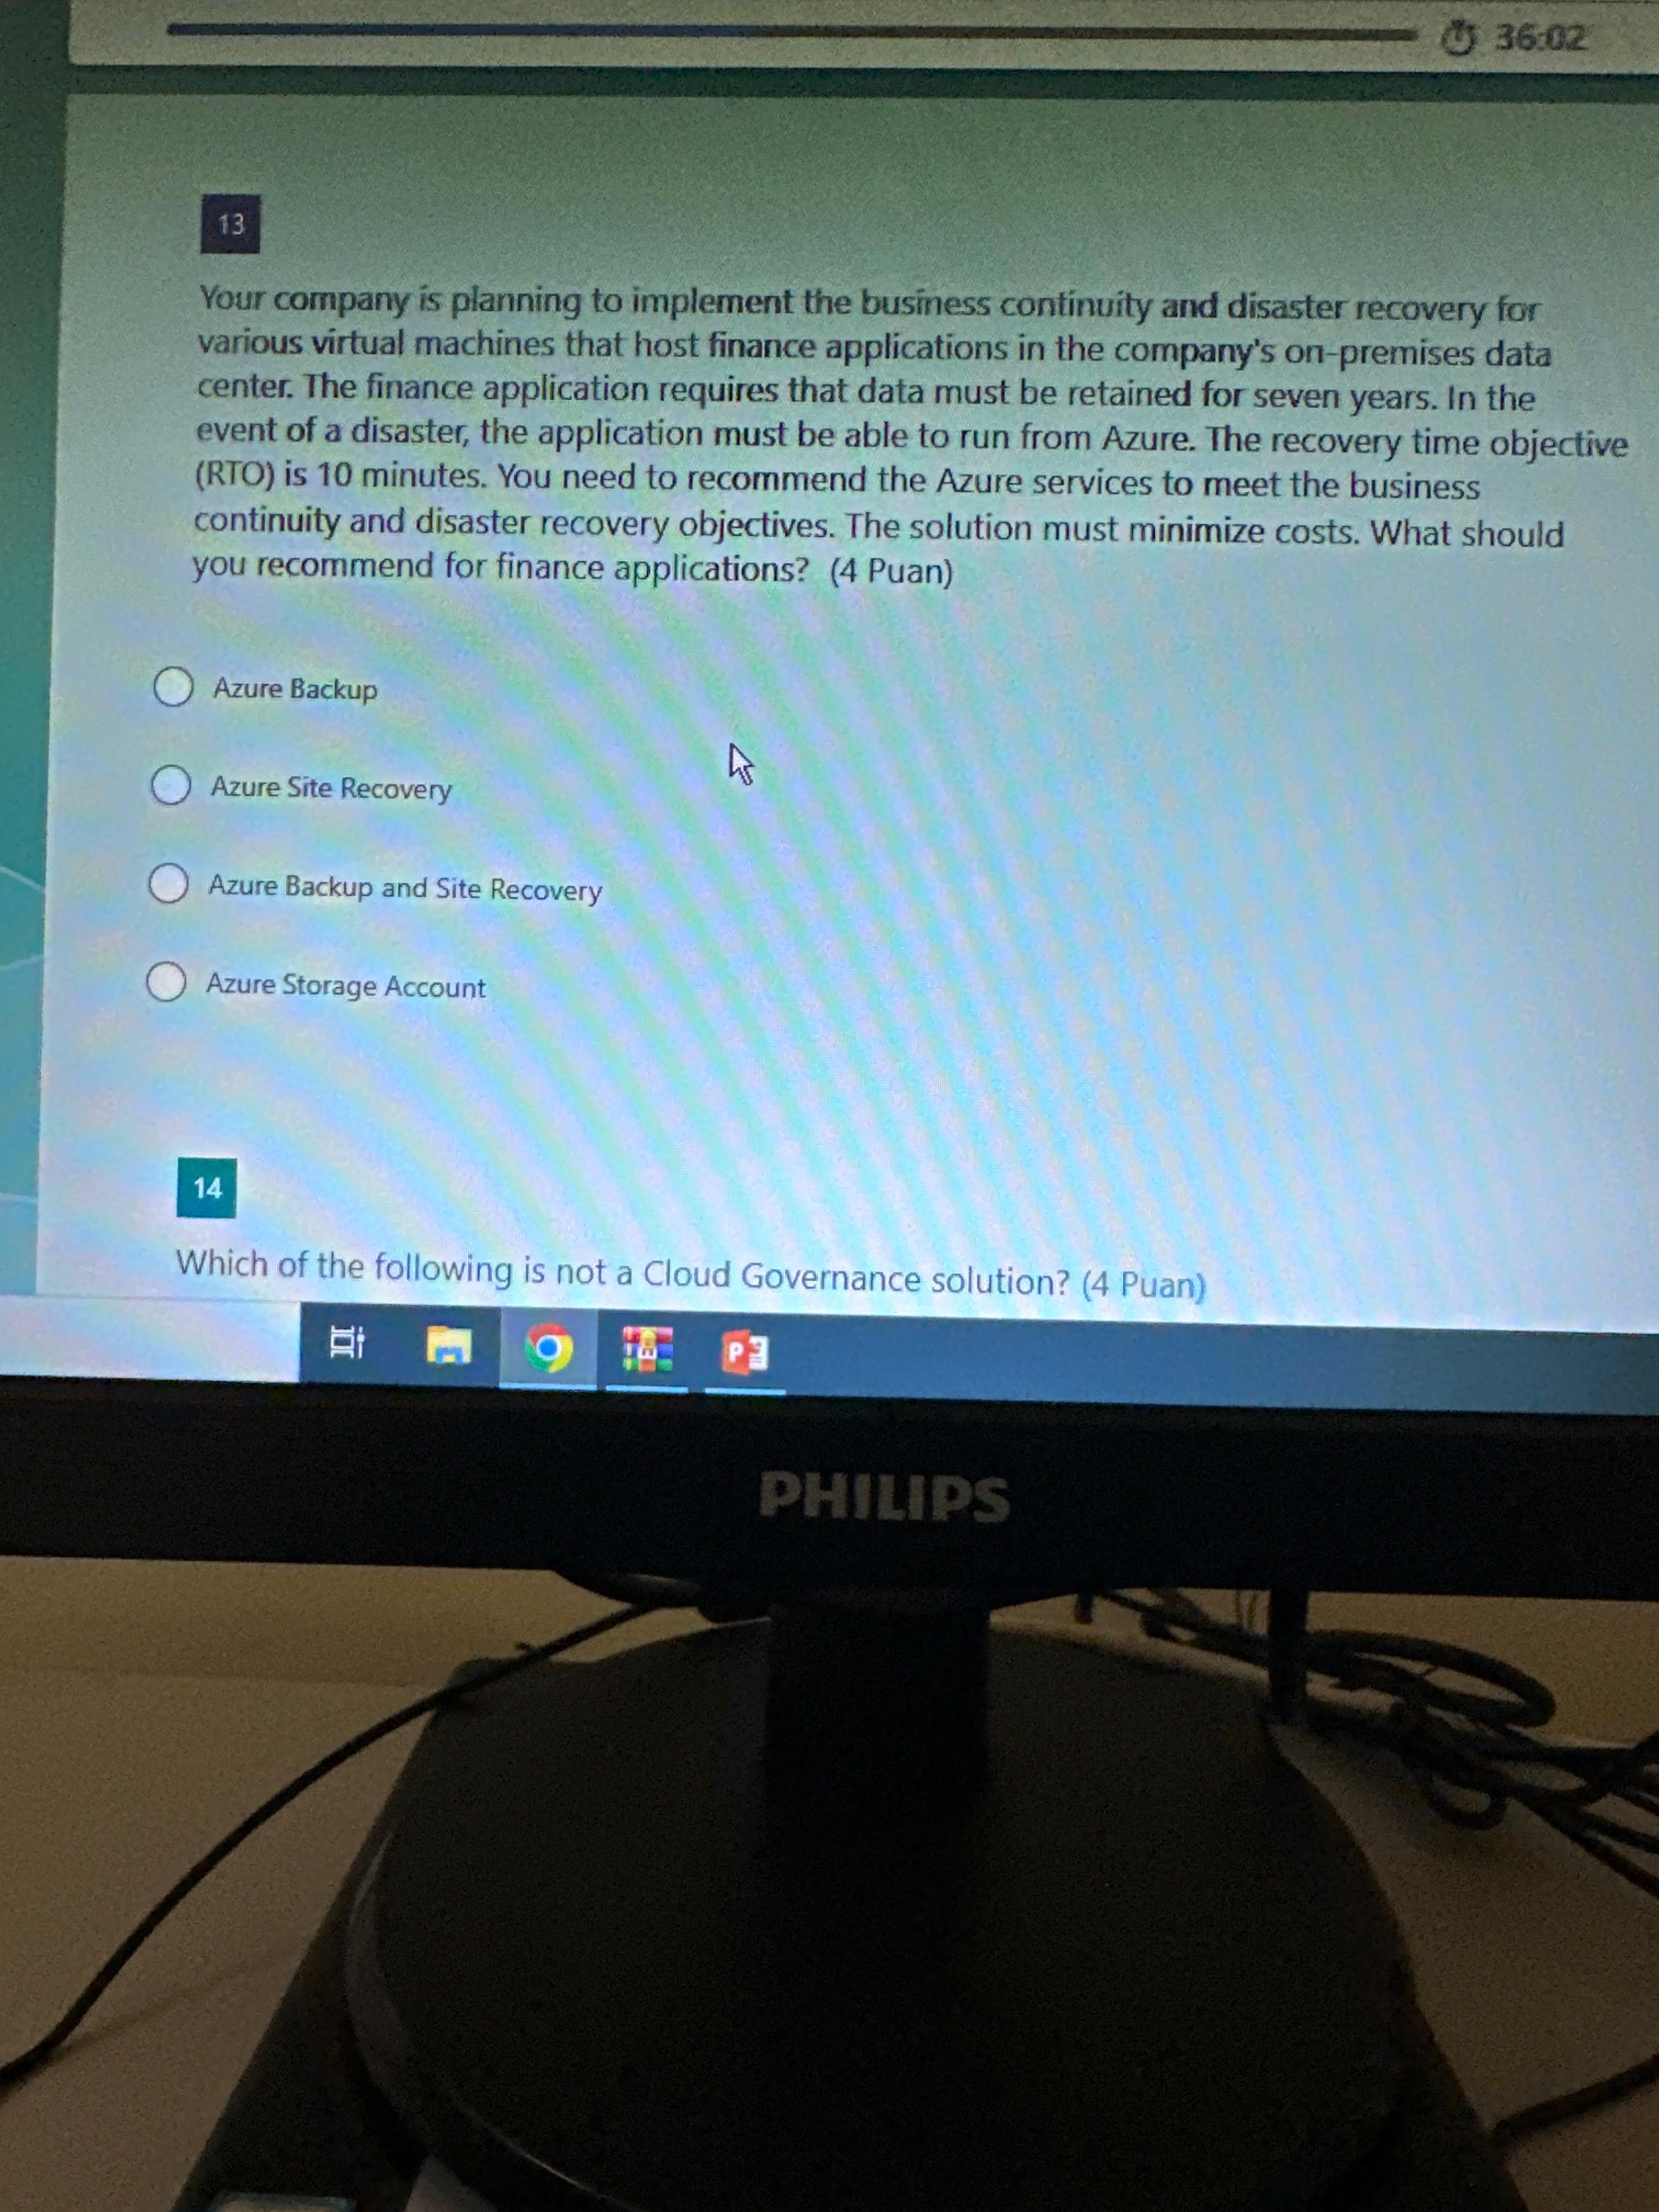 36:02
13
Your company is planning to implement the business continuity and disaster recovery for
various virtual machines that host finance applications in the company's on-premises data
center. The finance application requires that data must be retained for seven years. In the
event of a disaster, the application must be able to run from Azure. The recovery time objective
(RTO) is 10 minutes. You need to recommend the Azure services to meet the business
continuity and disaster recovery objectives. The solution must minimize costs. What should
you recommend for finance applications? (4 Puan)
Azure Backup
Azure Site Recovery
Azure Backup and Site Recovery
Azure Storage Account
14
Which of the following is not a Cloud Governance solution? (4 Puan)
P
PHILIPS